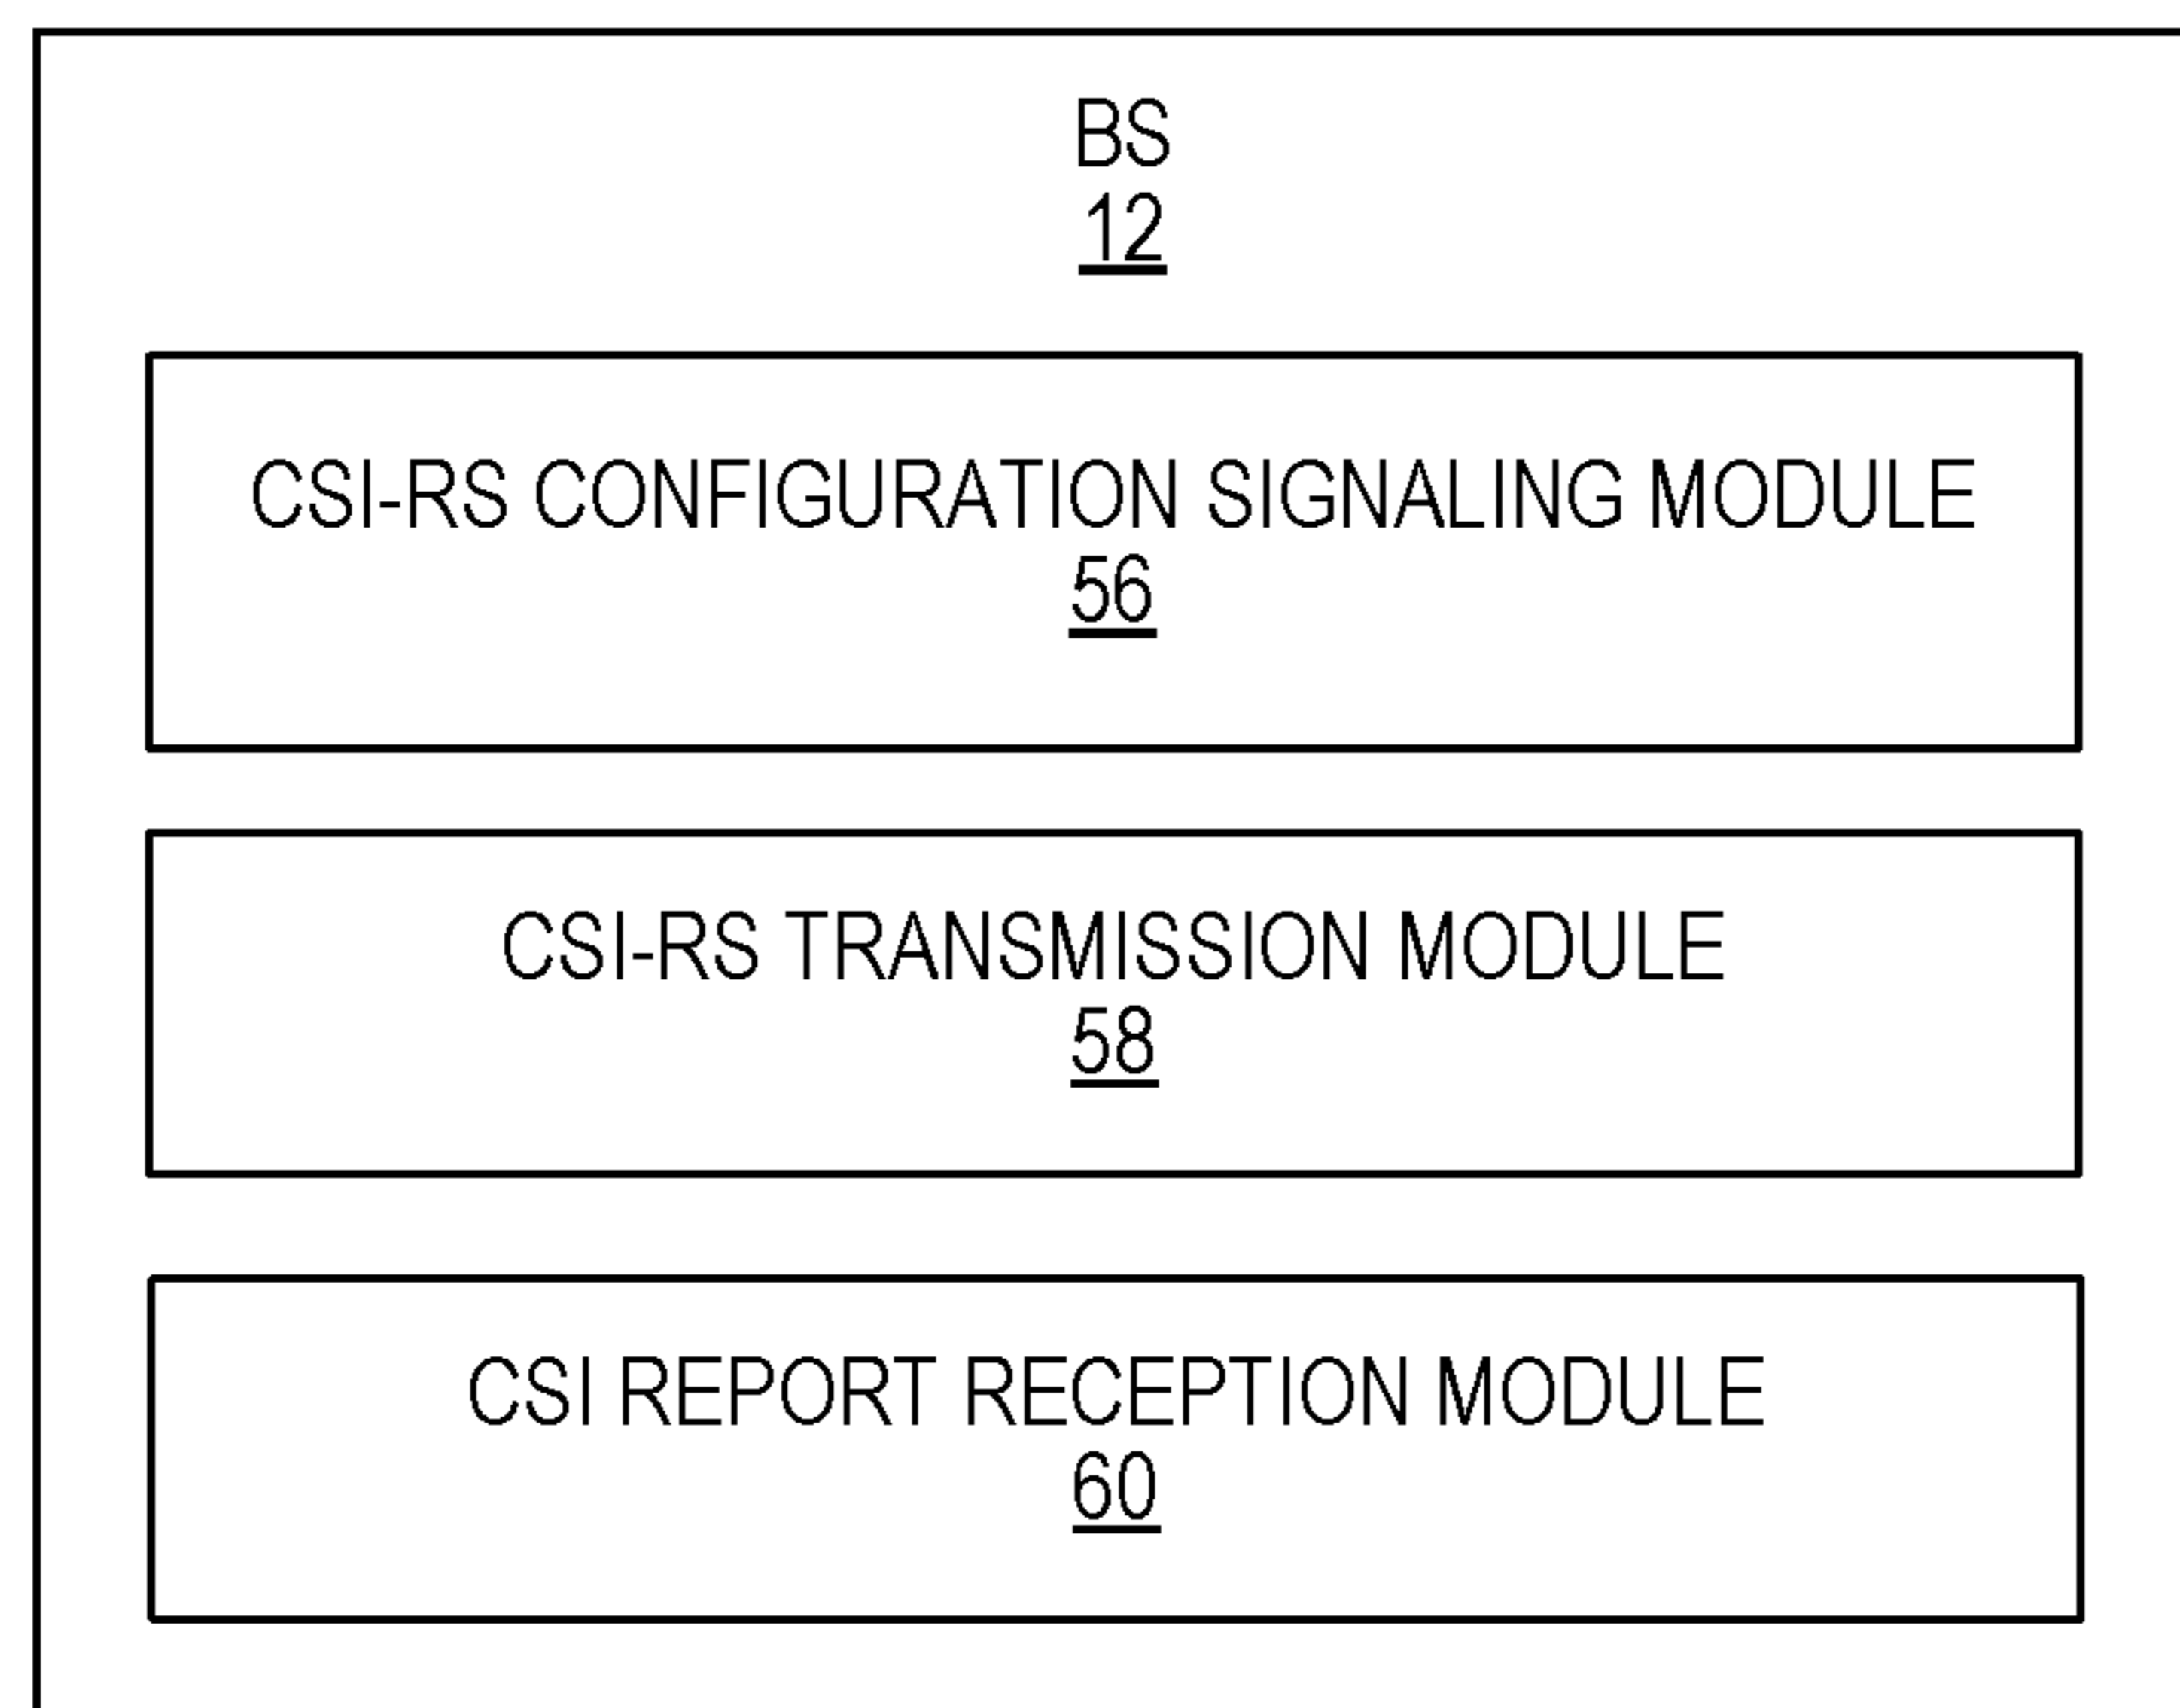 BS
12
CSI-RS CONFIGURATION SIGNALING MODULE
56
CSI-RS TRANSMISSION MODULE
58
CSI REPORT RECEPTION MODULE
60